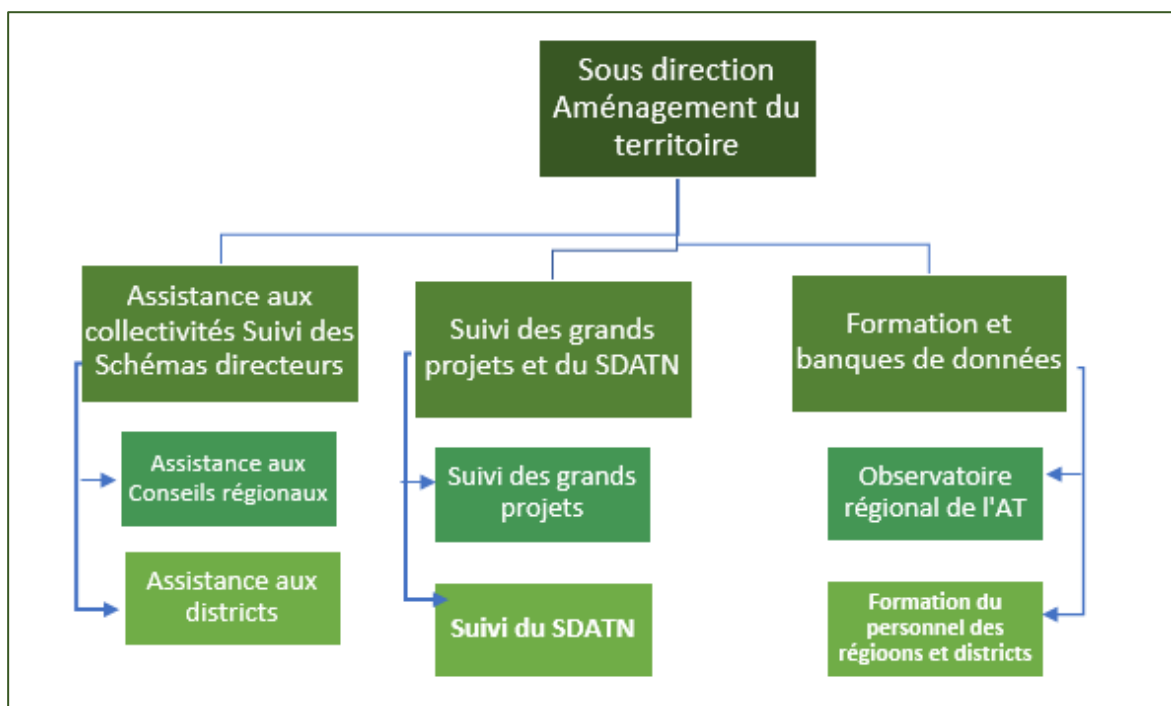 Sous direction
Aménagement du
territoire
Assistance aux
collectivités Suivi des
Schémas directeurs
Suivi des grands
projets et du SDATN
Formation et
banques de données
Assistance aux
Conseils régionaux
Suivi des grands
projets
Observatoire
régional de l'AT
Assistance aux
districts
Suivi du SDATN
Formation du
personnel des
régioons et districts